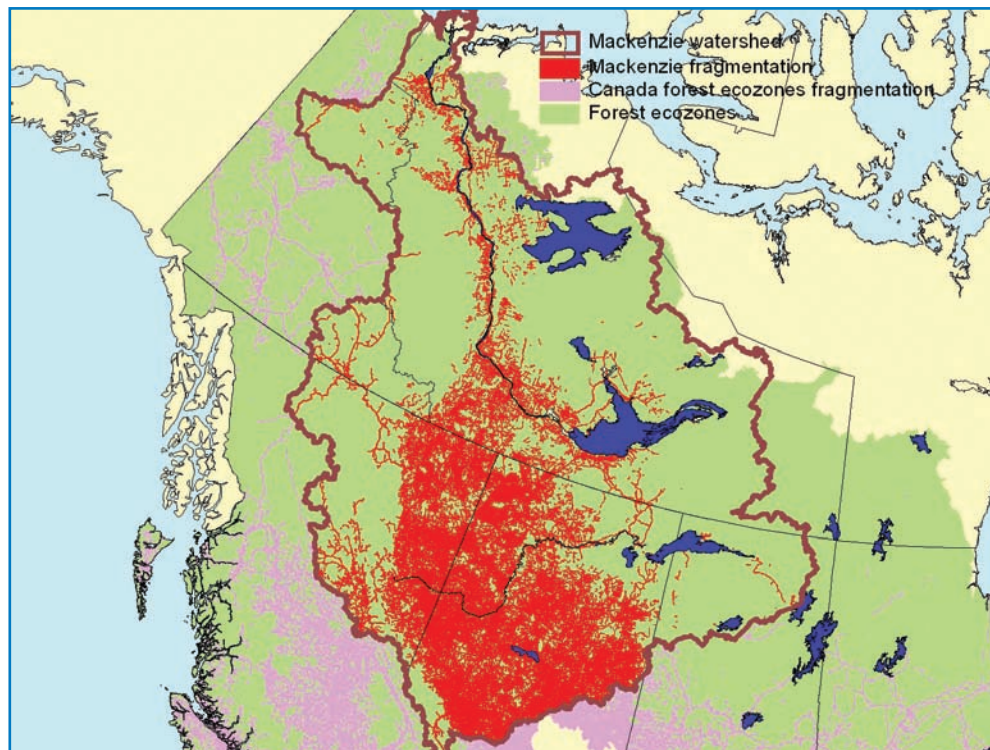 Mackenzie watershed
Mackenzie fragmentation
Canada forest ecozones fragmentation
Forest ecozones